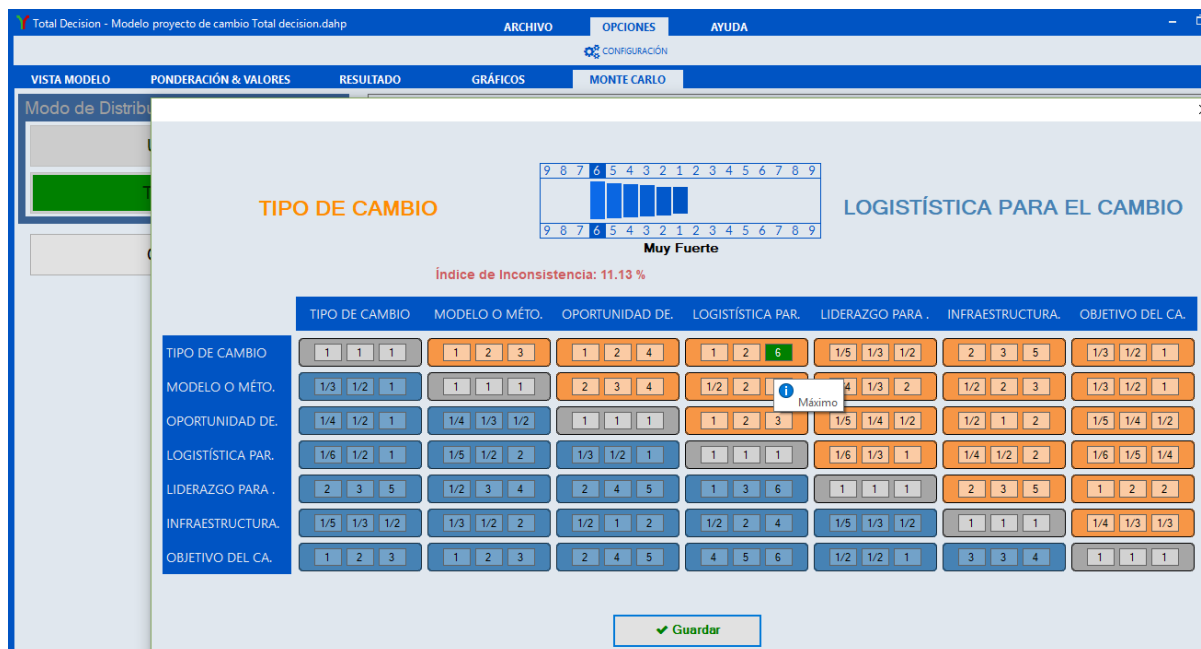 Total Decision - Modelo proyecto de cambio Total decision.dahp
ARCHIVO OPCIONES AYUDA
CONFIGURACIÓN
VISTA MODELO PONDERACIÓN & VALORES RESULTADO GRÁFICOS MONTE CARLO
Modo de Distribu
9 8 7 6 5 4 3 2 1 2 3 4 5 6 7 8 9
TIPO DE CAMBIO LOGISTÍSTICA PARA EL CAMBIO
9 8 7 6 5 4 3 2 1 2 3 4 5 6 7 8 9
Muy Fuerte
Índice de Inconsistencia: 11.13 %
TIPO DE CAMBIO MODELO O MÉTO. OPORTUNIDAD DE. LOGISTÍSTICA PAR. LIDERAZGO PARA . INFRAESTRUCTURA. OBJETIVO DEL CA.
TIPO DE CAMBIO 1 1 1 1 2 3 1 2 4 1 2 6 1/5 1/3 1/2 2 3 5 1/3 1/2 1
MODELO O MÉTO. 1/3 1/2 1 1 1 1 2 3 4 1/2 2 1/3 2 1/2 2 3 1/3 1/2 1
Máximo
OPORTUNIDAD DE. 1/4 1/2 1 1/4 1/3 1/2 1 1 1 1 2 3 1/5 1/4 1/2 1/2 1 2 1/5 1/4 1/2
LOGISTÍSTICA PAR. 1/6 1/2 1 1/5 1/2 2 1/3 1/2 1 1 1 1 1/6 1/3 1 1/4 1/2 2 1/6 1/5 1/4
LIDERAZGO PARA . 2 3 5 1/2 3 4 2 4 5 1 3 6 1 1 1 2 3 5 1 2 2
INFRAESTRUCTURA. 1/5 1/3 1/2 1/3 1/2 2 1/2 1 2 1/2 2 4 1/5 1/3 1/2 1 1 1 1/4 1/3 1/3
OBJETIVO DEL CA. 1 2 3 1 2 3 2 4 5 4 5 6 1/2 1/2 1 3 3 4 1 1 1
Guardar